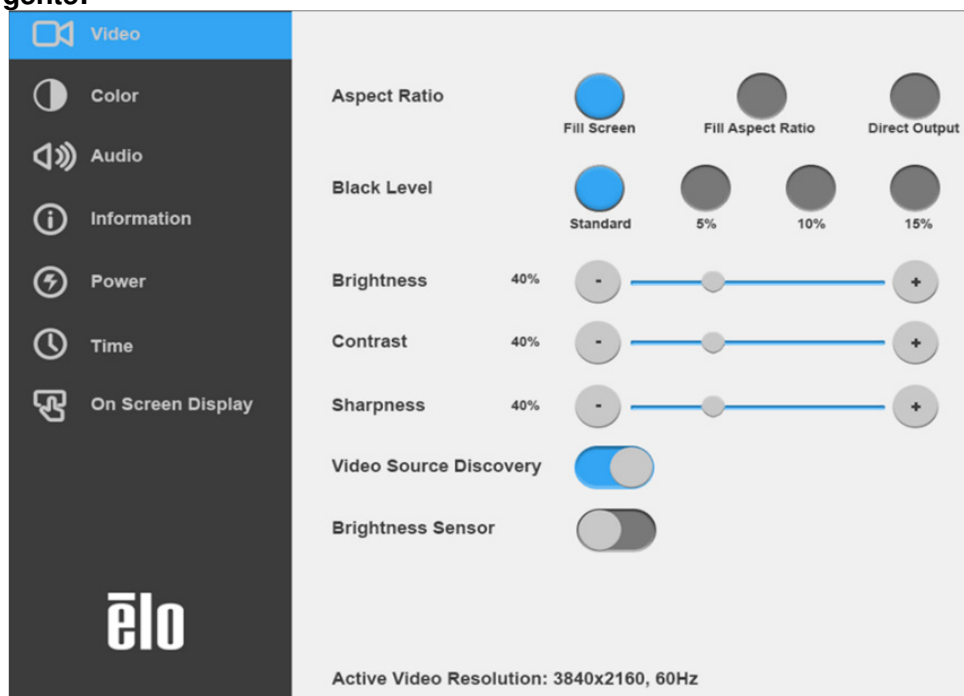 Video
Color
Audio
Information
Power
Time
On Screen Display
ēlo
Aspect Ratio
Fill Screen Fill Aspect Ratio Direct Output
Black Level
Standard 5% 10% 15%
Brightness 40% - +
Contrast 40% - +
Sharpness 40% - +
Video Source Discovery
Brightness Sensor
Active Video Resolution: 3840x2160, 60Hz